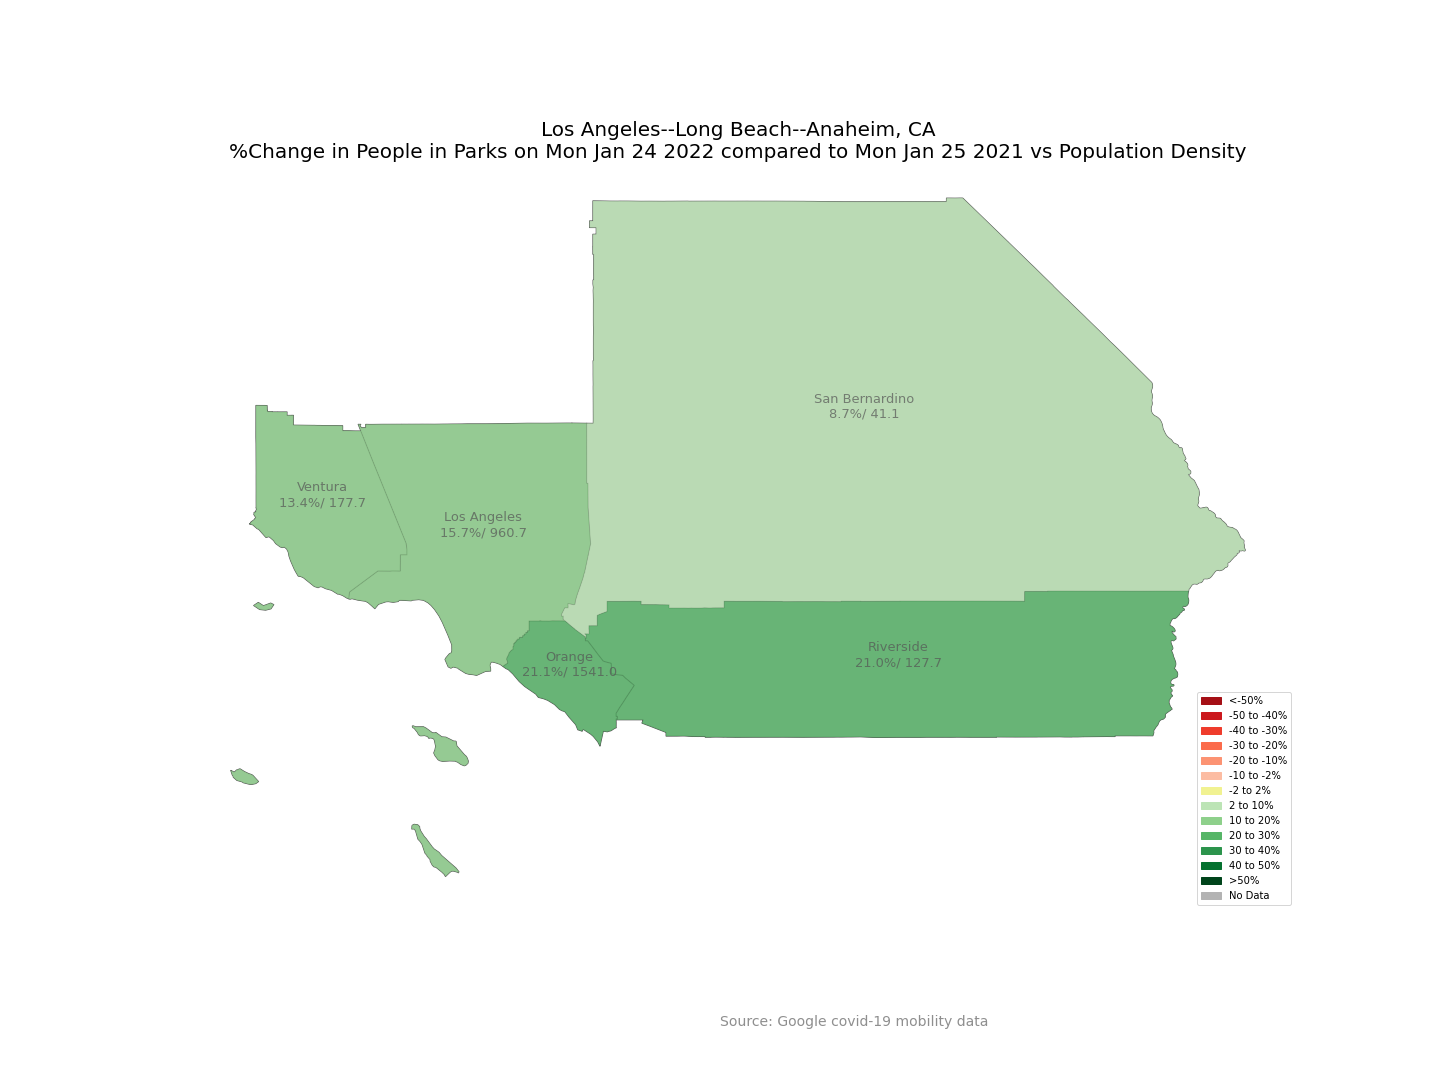 Los Angeles--Long Beach--Anaheim, CA
%Change in People in Parks on Mon Jan 24 2022 compared to Mon Jan 25 2021 vs Population Density
San Bernardino
8.7%/ 41.1
Ventura
13.4%/ 177.7
Los Angeles
15.7%/ 960.7
Riverside
21.0%/ 127.7
Orange
21.1%/ 1541.0
<-50%
-50 to -40%
-40 to -30%
-30 to -20%
-20 to -10%
-10 to -2%
-2 to 2%
2 to 10%
10 to 20%
20 to 30%
30 to 40%
40 to 50%
>50%
No Data
Source: Google covid-19 mobility data